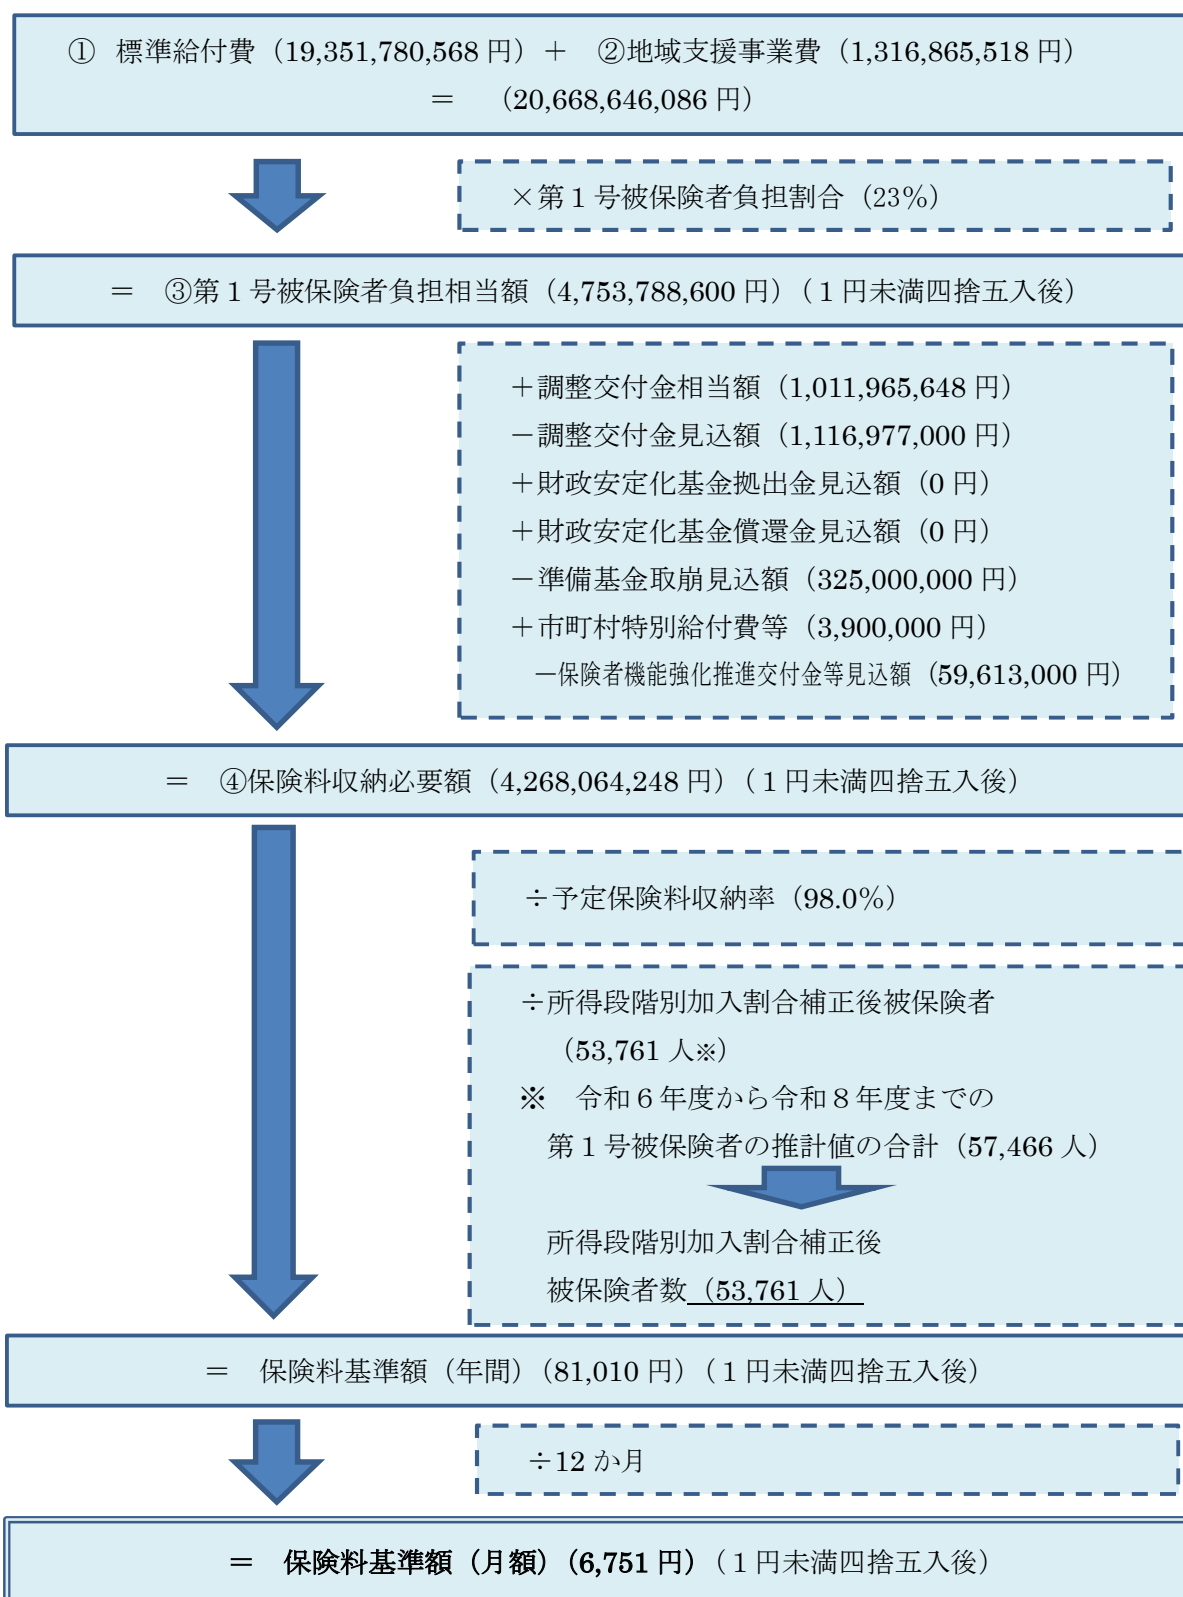 ① 標準給付費（19,351,780,568 円）＋ ②地域支援事業費（1,316,865,518 円）
＝ （20,668,646,086 円）
×第１号被保険者負担割合（23％）
＝ ③第１号被保険者負担相当額（4,753,788,600 円）（１円未満四捨五入後）
＋調整交付金相当額（1,011,965,648 円）
－調整交付金見込額（1,116,977,000 円）
＋財政安定化基金拠出金見込額（0 円）
＋財政安定化基金償還金見込額（0 円）
－準備基金取崩見込額（325,000,000 円）
＋市町村特別給付費等（3,900,000 円）
－保険者機能強化推進交付金等見込額（59,613,000 円）
＝ ④保険料収納必要額（4,268,064,248 円）（１円未満四捨五入後）
÷予定保険料収納率（98.0％）
÷所得段階別加入割合補正後被保険者
（53,761 人※）
※ 令和６年度から令和８年度までの
第１号被保険者の推計値の合計（57,466 人）
所得段階別加入割合補正後
被保険者数（53,761 人）
＝ 保険料基準額（年間）（81,010 円）（１円未満四捨五入後）
÷12 か月
＝ 保険料基準額（月額）（6,751 円）（１円未満四捨五入後）